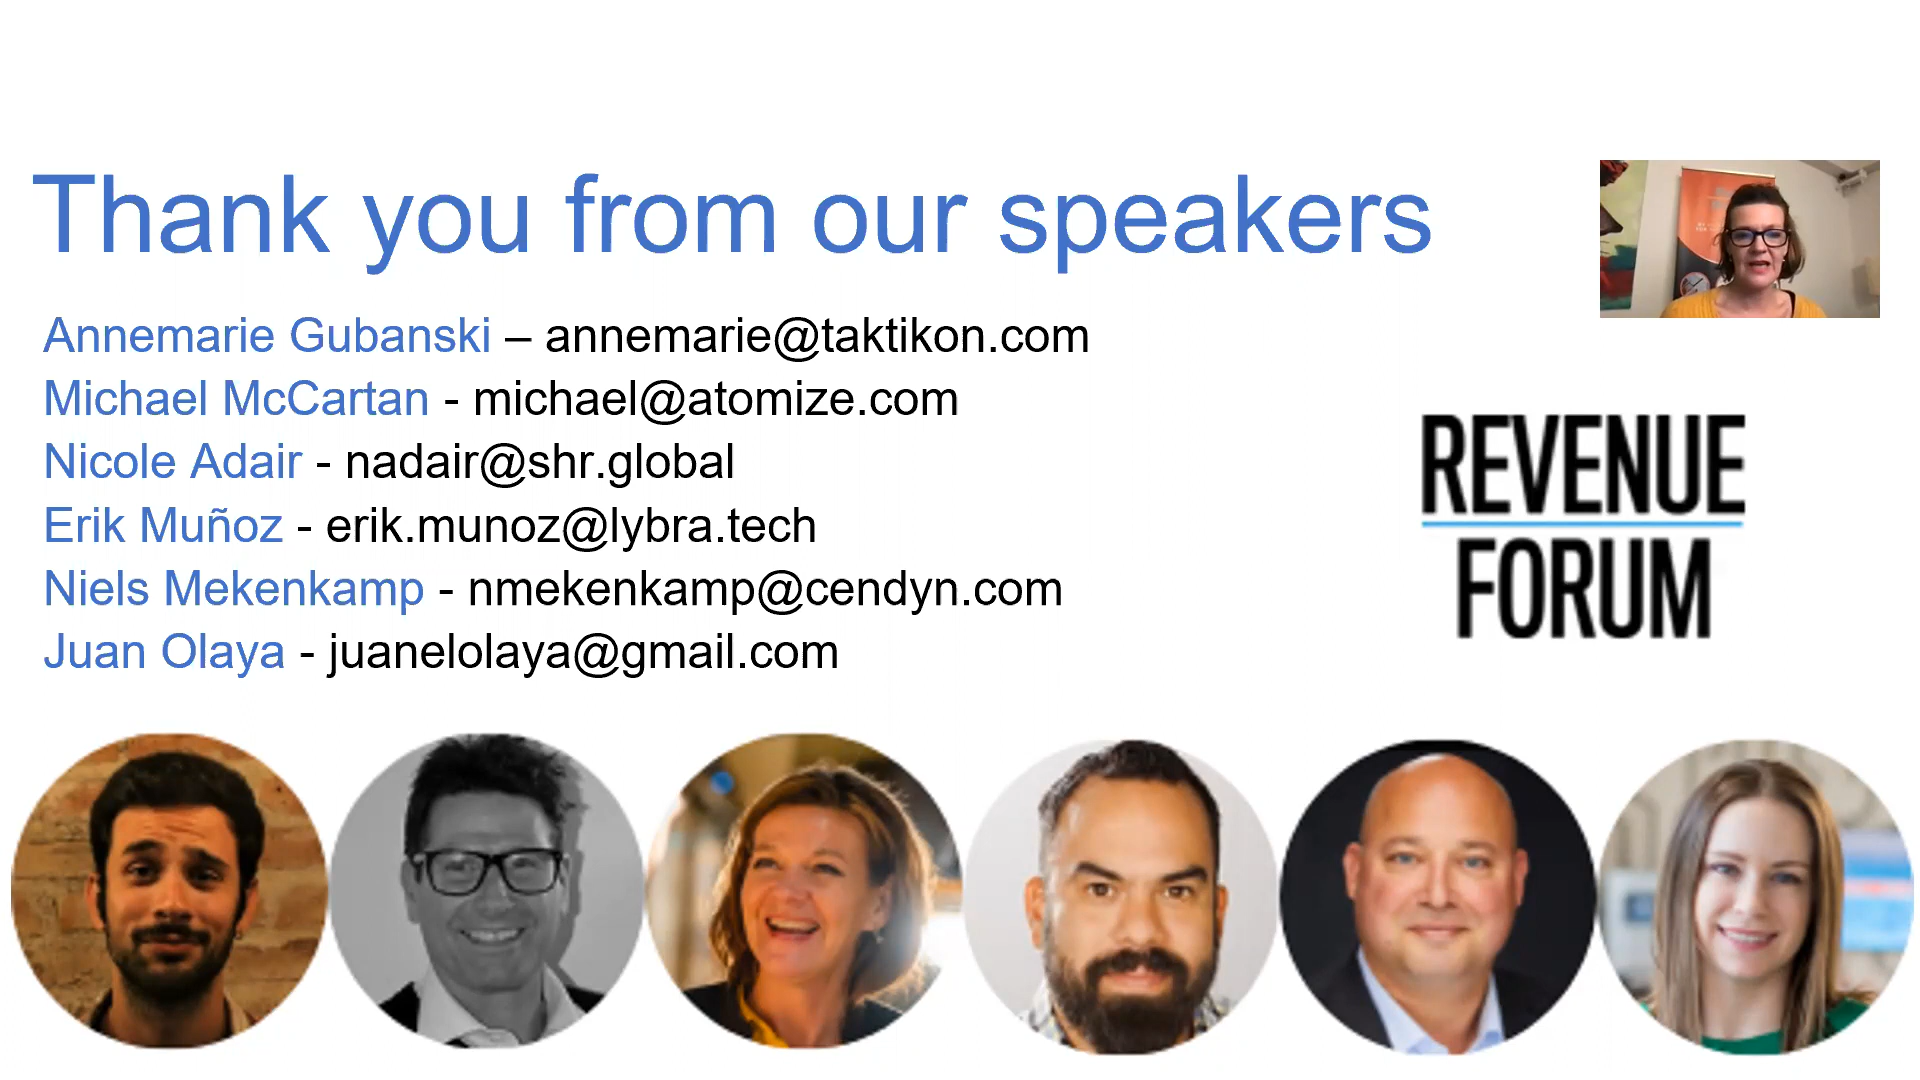 Thank you from our speakers
Annemarie Gubanski – annemarie@taktikon.com
Michael McCartan - michael@atomize.com
Nicole Adair - nadair@shr.global
Erik Muñoz - erik.munoz@lybra.tech
Niels Mekenkamp - nmekenkamp@cendyn.com
Juan Olaya - juanelolaya@gmail.com
REVENUE
FORUM